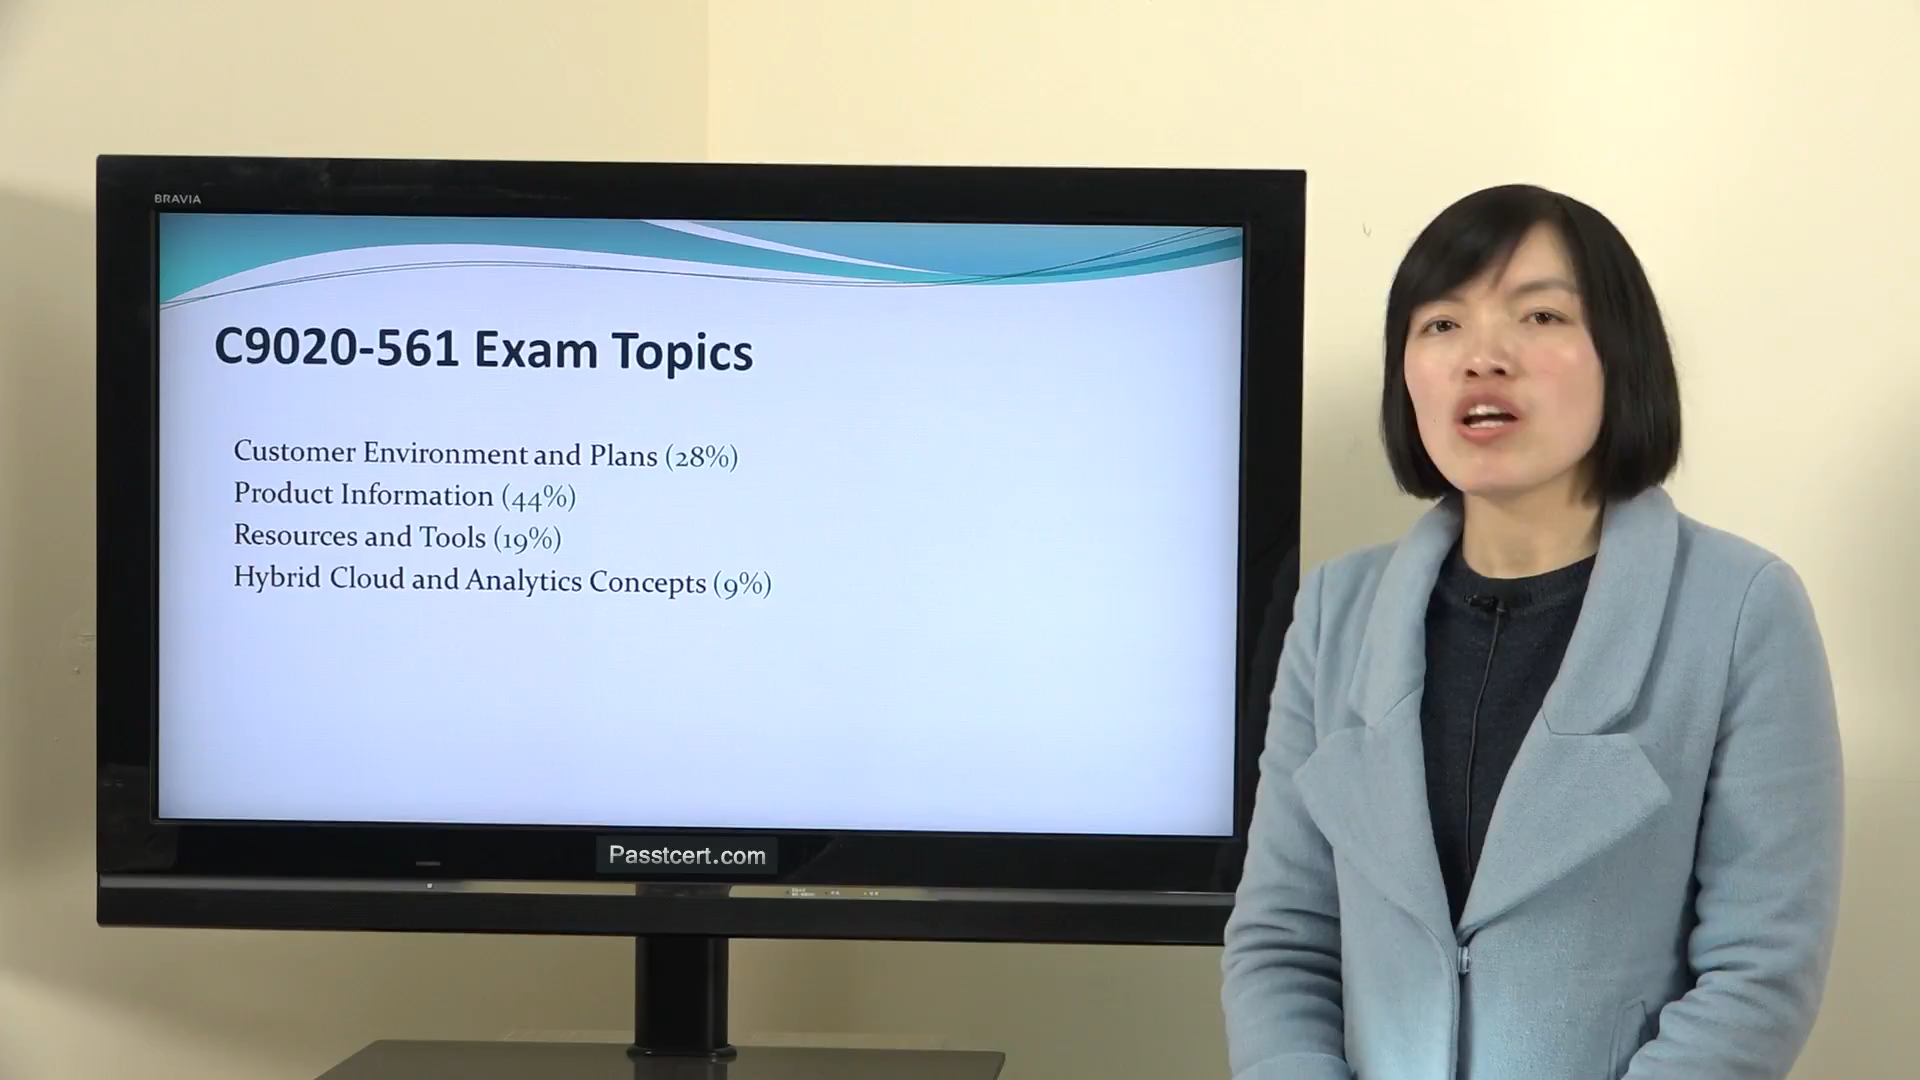 BRAVIA
C9020-561 Exam Topics
Customer Environment and Plans (28%)
Product Information (44%)
Resources and Tools (19%)
Hybrid Cloud and Analytics Concepts (9%)
Passtcert.com